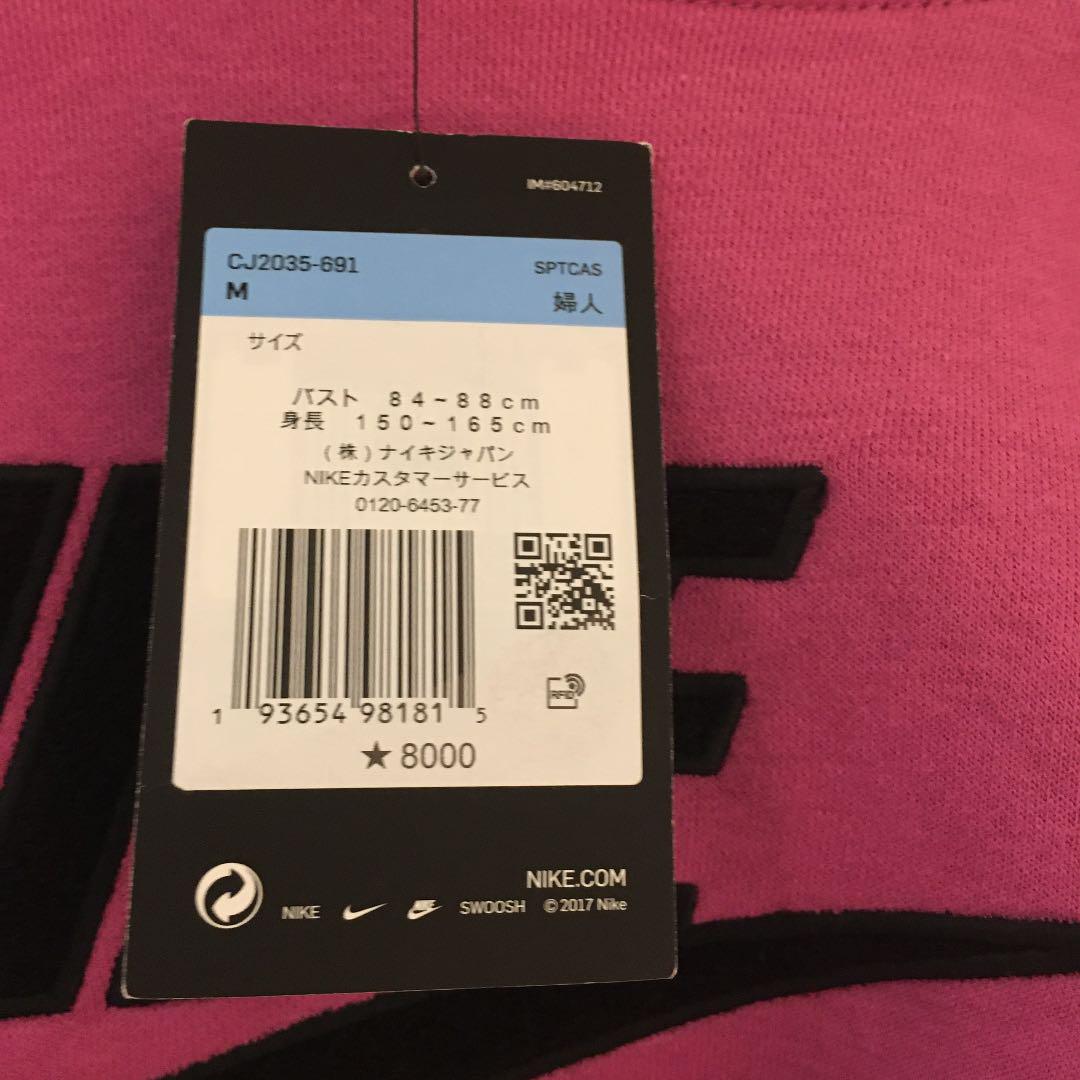 IM#604712
CJ2035-691 SPTCAS
M 婦人
サイズ
バスト 84~88cm
身長 150~165cm
(株)ナイキジャパン
NIKEカスタマーサービス
0120-6453-77
RFID
1 93654 98181 5
★8000
NIKE.COM
NIKE NIKE SWOOSH ©2017 Nike